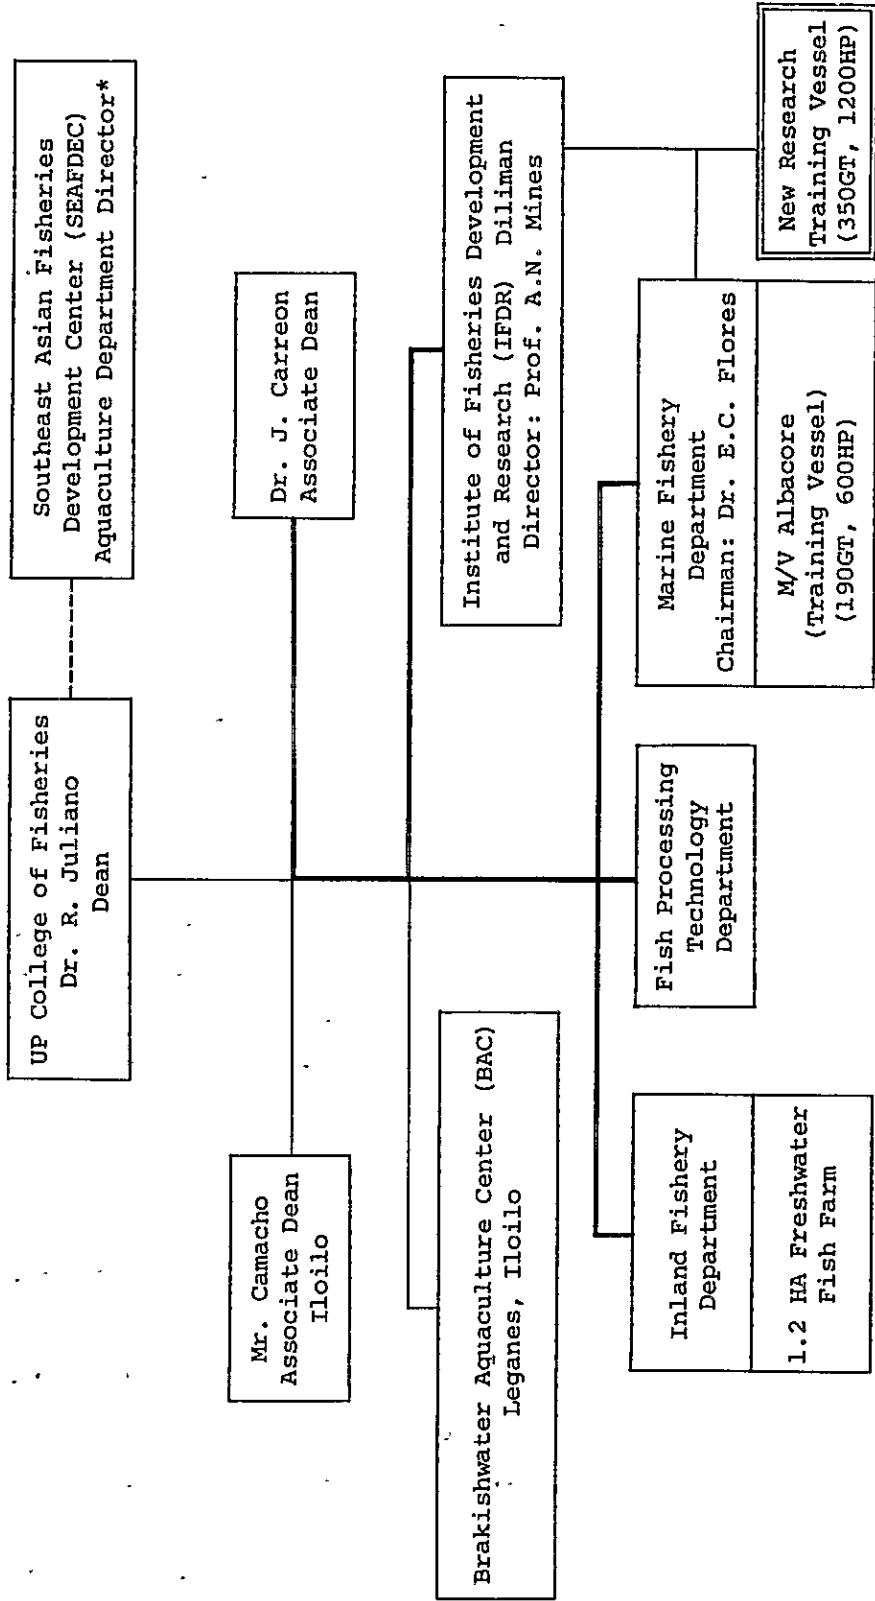 UP College of Fisheries
Dr. R. Juliano
Dean
Southeast Asian Fisheries
Development Center (SEAFDEC)
Aquaculture Department Director*
Mr. Camacho
Associate Dean
Iloilo
Dr. J. Carreon
Associate Dean
Brakishwater Aquaculture Center (BAC)
Leganes, Iloilo
Institute of Fisheries Development
and Research (IFDR) Diliman
Director: Prof. A.N. Mines
Inland Fishery
Department
1.2 HA Freshwater
Fish Farm
Fish Processing
Technology
Department
Marine Fishery
Department
Chairman: Dr. E.C. Flores
M/V Albacore
(Training Vessel)
(190GT, 600HP)
New Research
Training Vessel
(350GT, 1200HP)